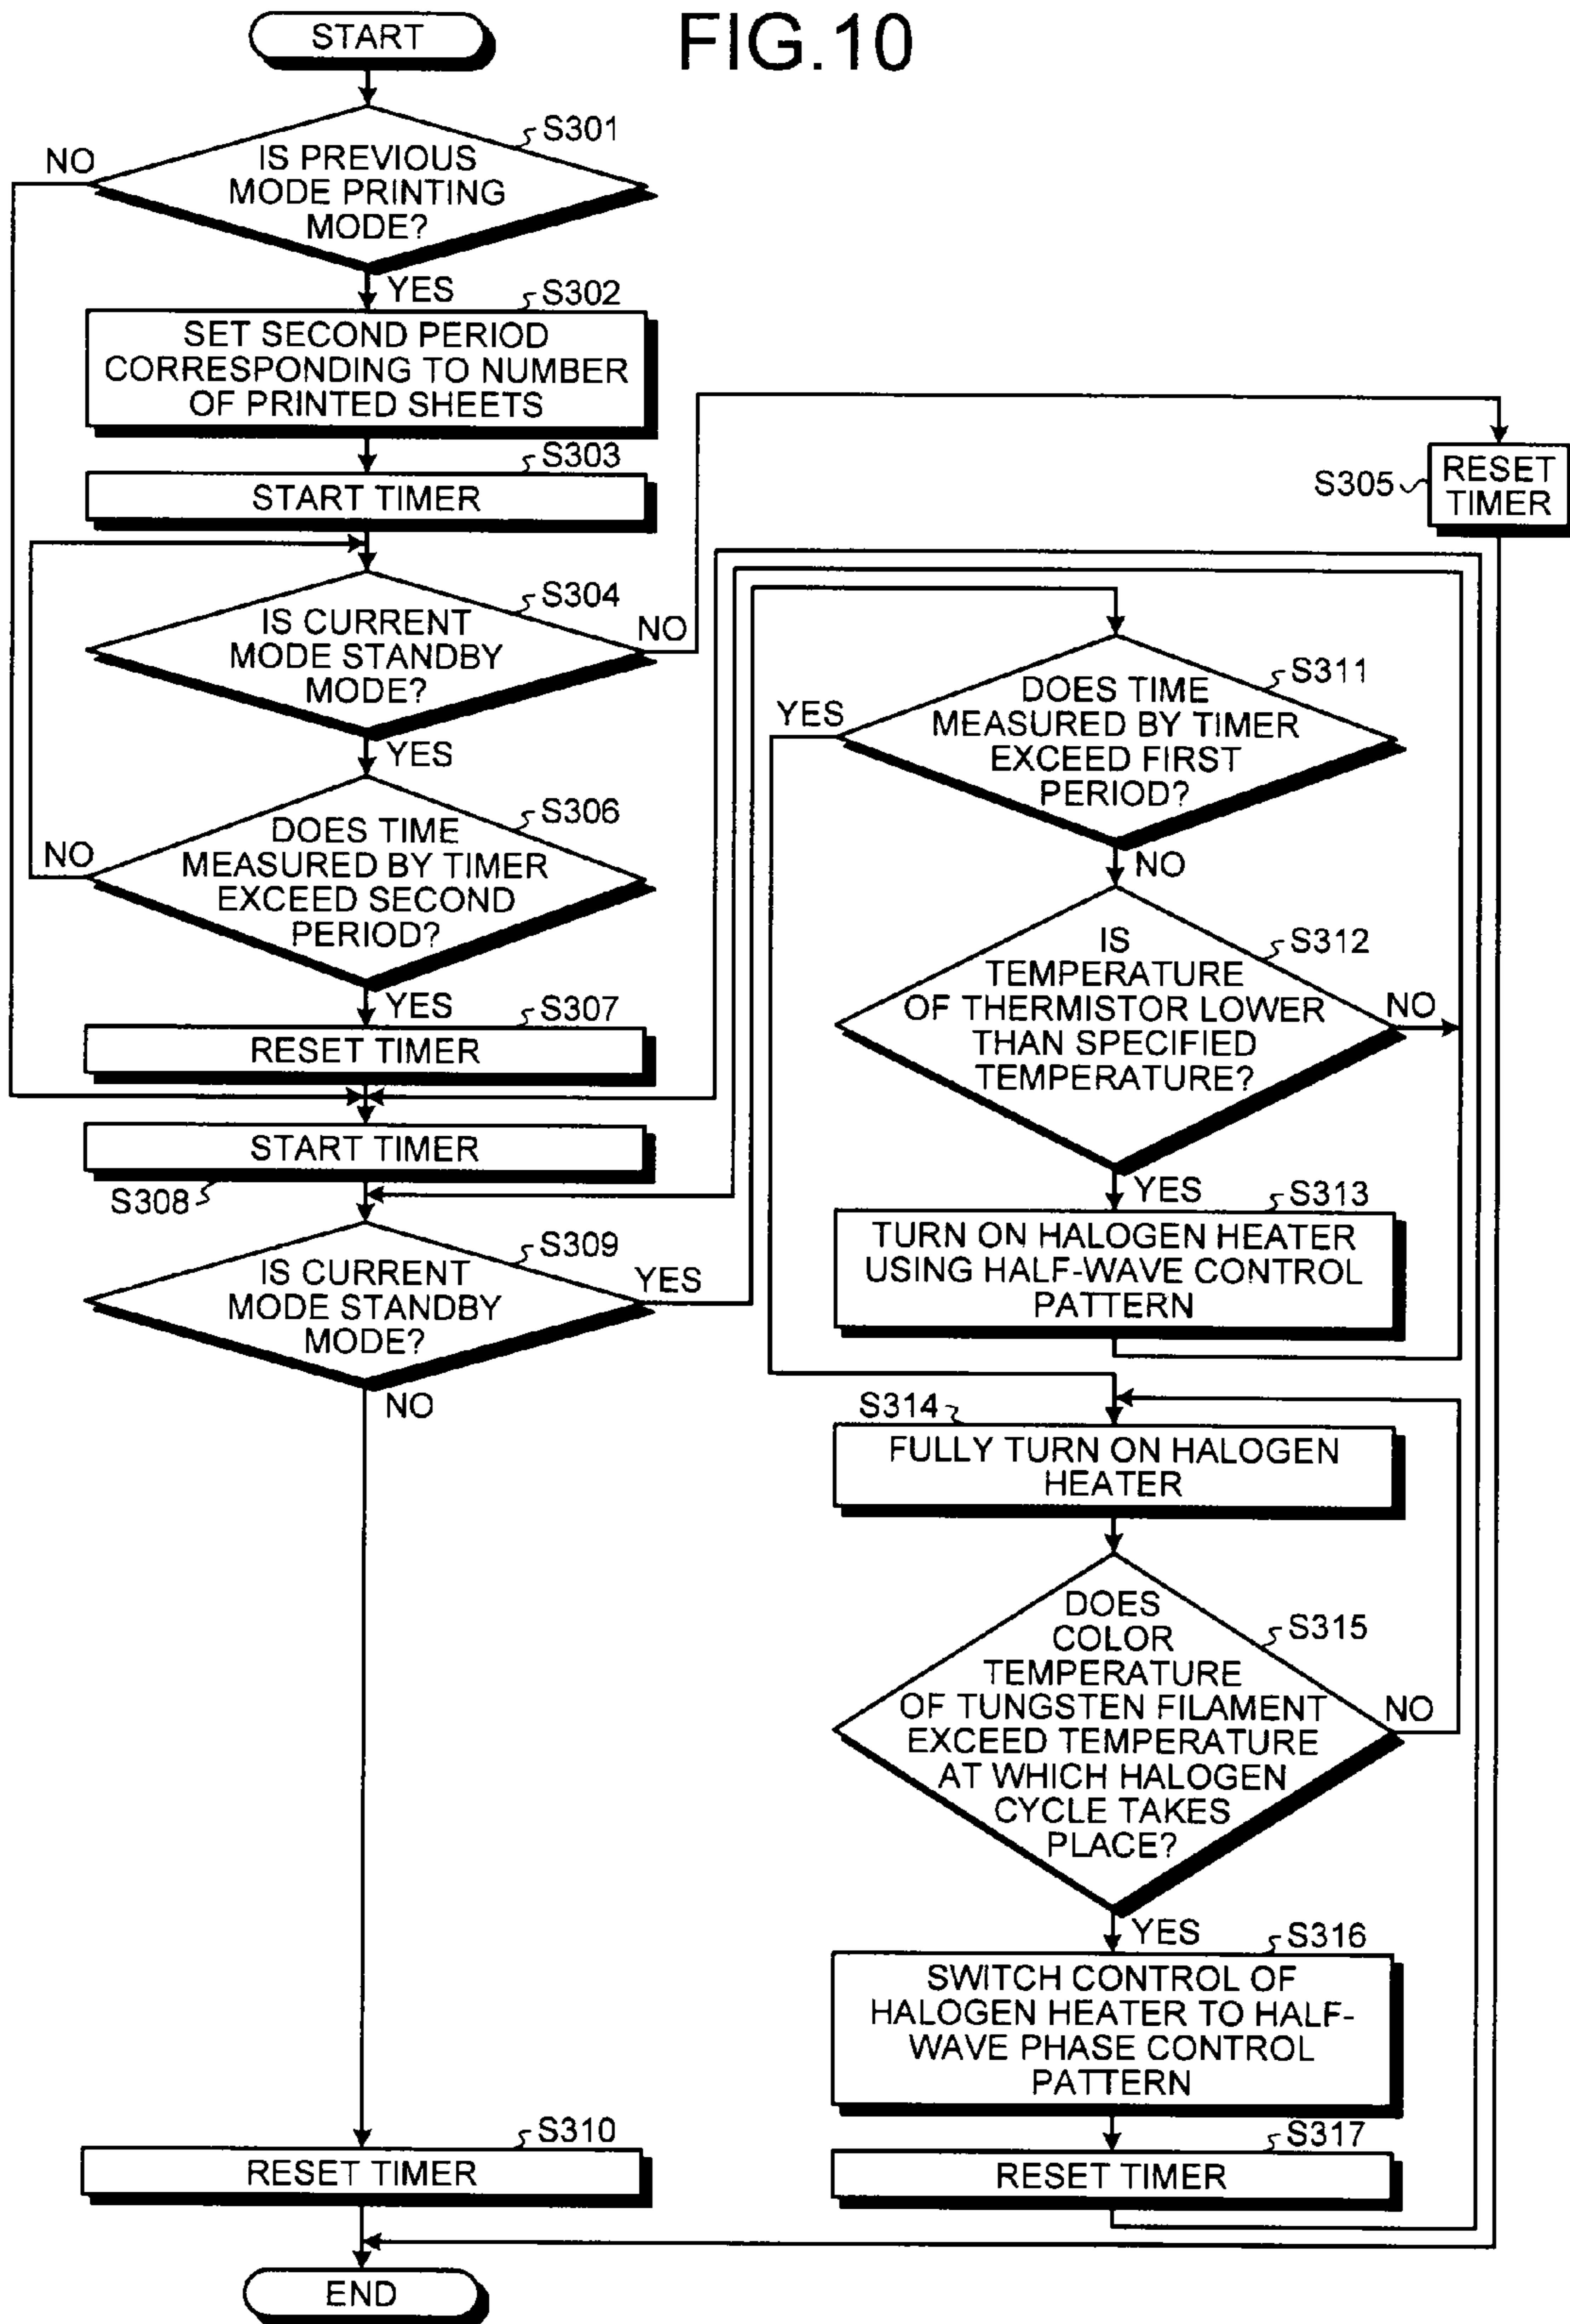 FIG.10
START
S301
NO
IS PREVIOUS
MODE PRINTING
MODE?
YES
S302
SET SECOND PERIOD
CORRESPONDING TO NUMBER
OF PRINTED SHEETS
S303
START TIMER
S304
IS CURRENT
MODE STANDBY
MODE?
NO
YES
S305
RESET
TIMER
S306
DOES TIME
MEASURED BY TIMER
EXCEED SECOND
PERIOD?
NO
YES
S307
RESET TIMER
START TIMER
S308
S309
IS CURRENT
MODE STANDBY
MODE?
YES
NO
S310
RESET TIMER
END
S311
DOES TIME
MEASURED BY TIMER
EXCEED FIRST
PERIOD?
YES
NO
S312
IS
TEMPERATURE
OF THERMISTOR LOWER
THAN SPECIFIED
TEMPERATURE?
NO
YES
S313
TURN ON HALOGEN HEATER
USING HALF-WAVE CONTROL
PATTERN
S314
FULLY TURN ON HALOGEN
HEATER
DOES
COLOR
S315
TEMPERATURE
OF TUNGSTEN FILAMENT
EXCEED TEMPERATURE
AT WHICH HALOGEN
CYCLE TAKES
PLACE?
NO
YES
S316
SWITCH CONTROL OF
HALOGEN HEATER TO HALF-
WAVE PHASE CONTROL
PATTERN
S317
RESET TIMER